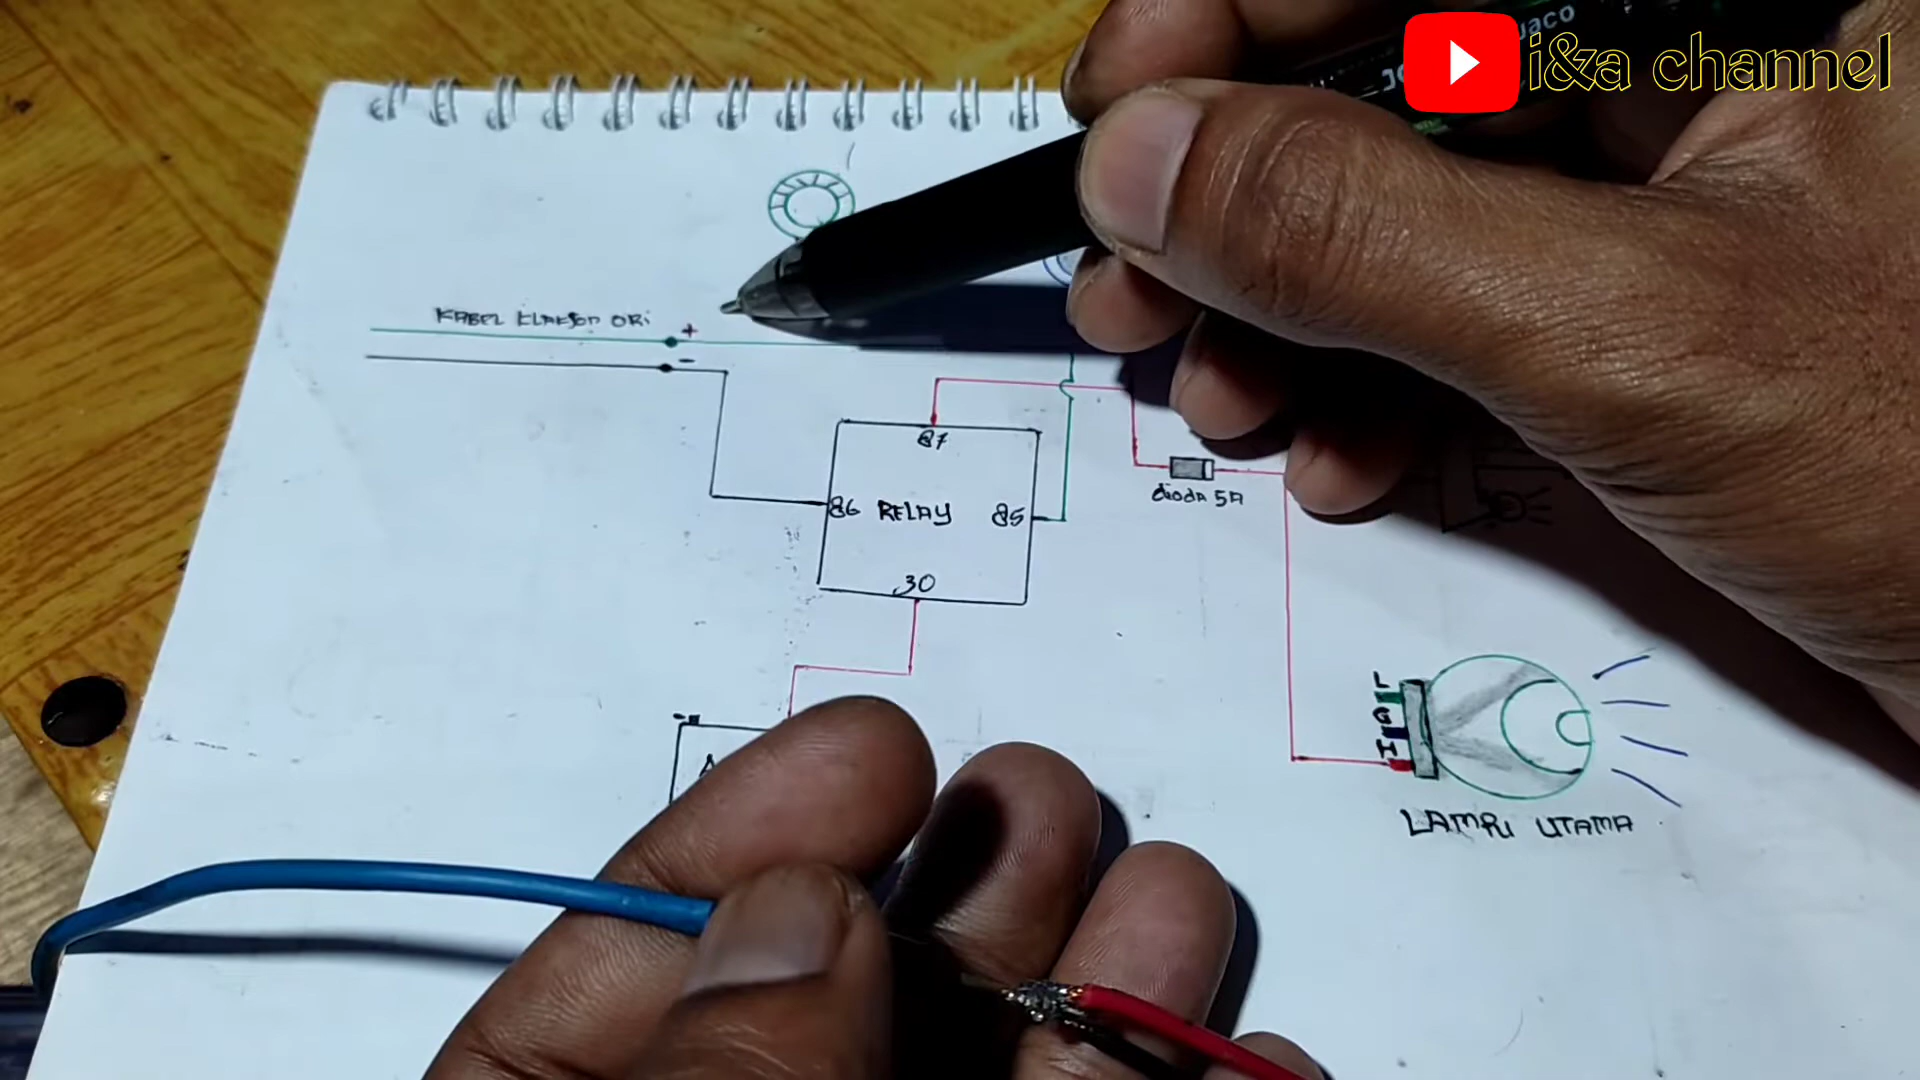 i&a channel
KABEL KLAKSON ORI
+
-
87
86 RELAY 85
dioda 5A
30
L
G
H
-
A
LAMPU UTAMA